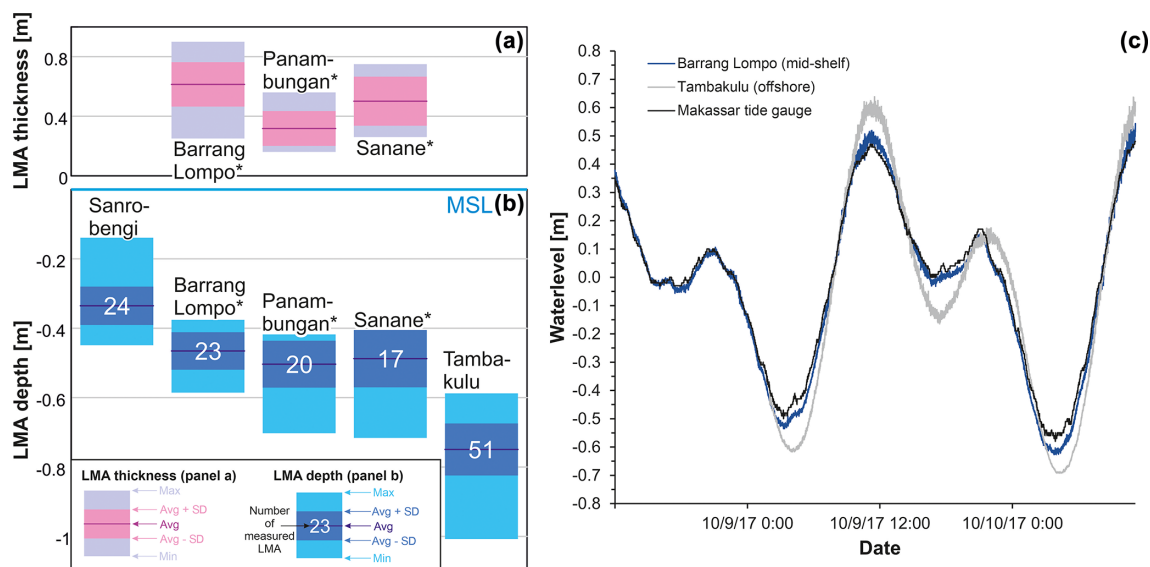 LMA thickness [m]
0.8
0.4
0
(a)
Barrang
Lompo*
Panam-
bungan*
Sanane*
LMA depth [m]
-0.2
-0.4
-0.6
-0.8
-1
MSL
(b)
Sanro-
bengi
24
Barrang
Lompo*
23
Panam-
bungan*
20
Sanane*
17
Tamba-
kulu
51
LMA thickness (panel a)
Max
Avg + SD
Avg
Avg - SD
Min
LMA depth (panel b)
Number
of
measured
LMA
23
Max
Avg + SD
Avg
Avg - SD
Min
(c)
Waterlevel [m]
0.8
0.7
0.6
0.5
0.4
0.3
0.2
0.1
0.0
-0.1
-0.2
-0.3
-0.4
-0.5
-0.6
-0.7
-0.8
Barrang Lompo (mid-shelf)
Tambakulu (offshore)
Makassar tide gauge
10/9/17 0:00
10/9/17 12:00
10/10/17 0:00
Date